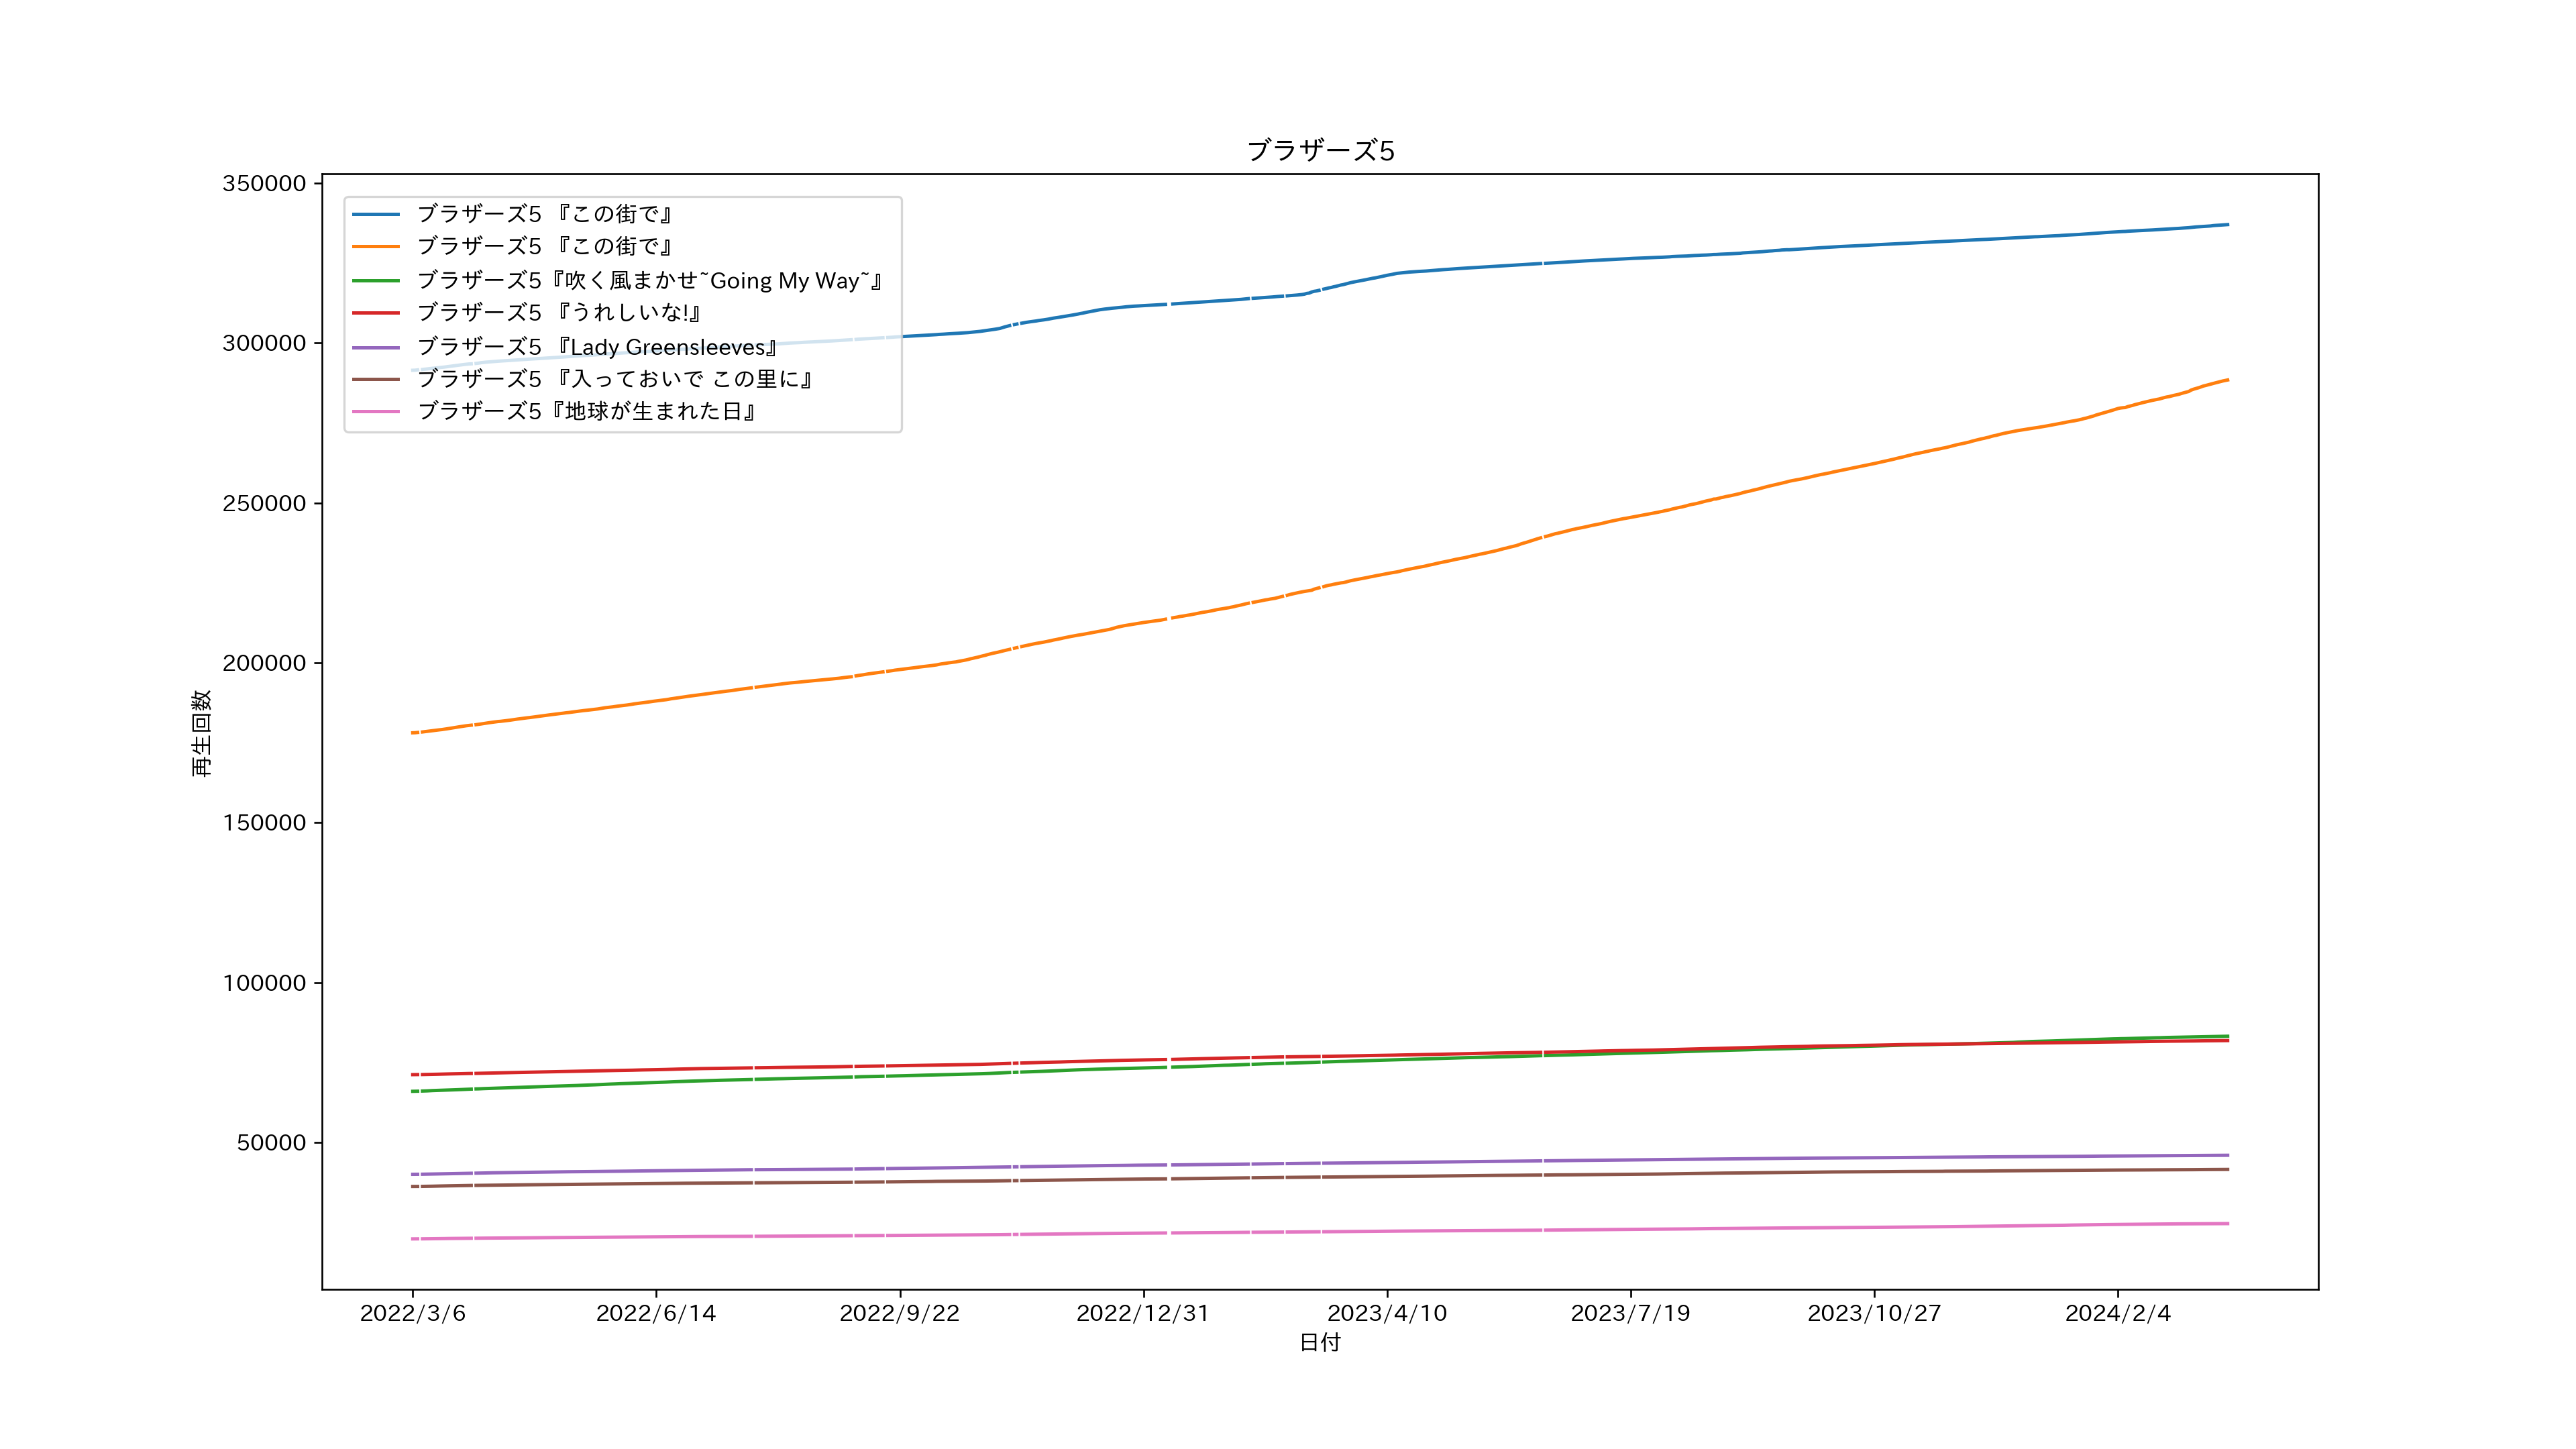 ブラザーズ5
350000
300000
250000
200000
150000
100000
50000
再生回数
ブラザーズ5 『この街で』
ブラザーズ5 『この街で』
ブラザーズ5『吹く風まかせ~Going My Way~』
ブラザーズ5 『うれしいな!』
ブラザーズ5 『Lady Greensleeves』
ブラザーズ5 『入っておいで この里に』
ブラザーズ5『地球が生まれた日』
2022/3/6
2022/6/14
2022/9/22
2022/12/31
2023/4/10
2023/7/19
2023/10/27
2024/2/4
日付